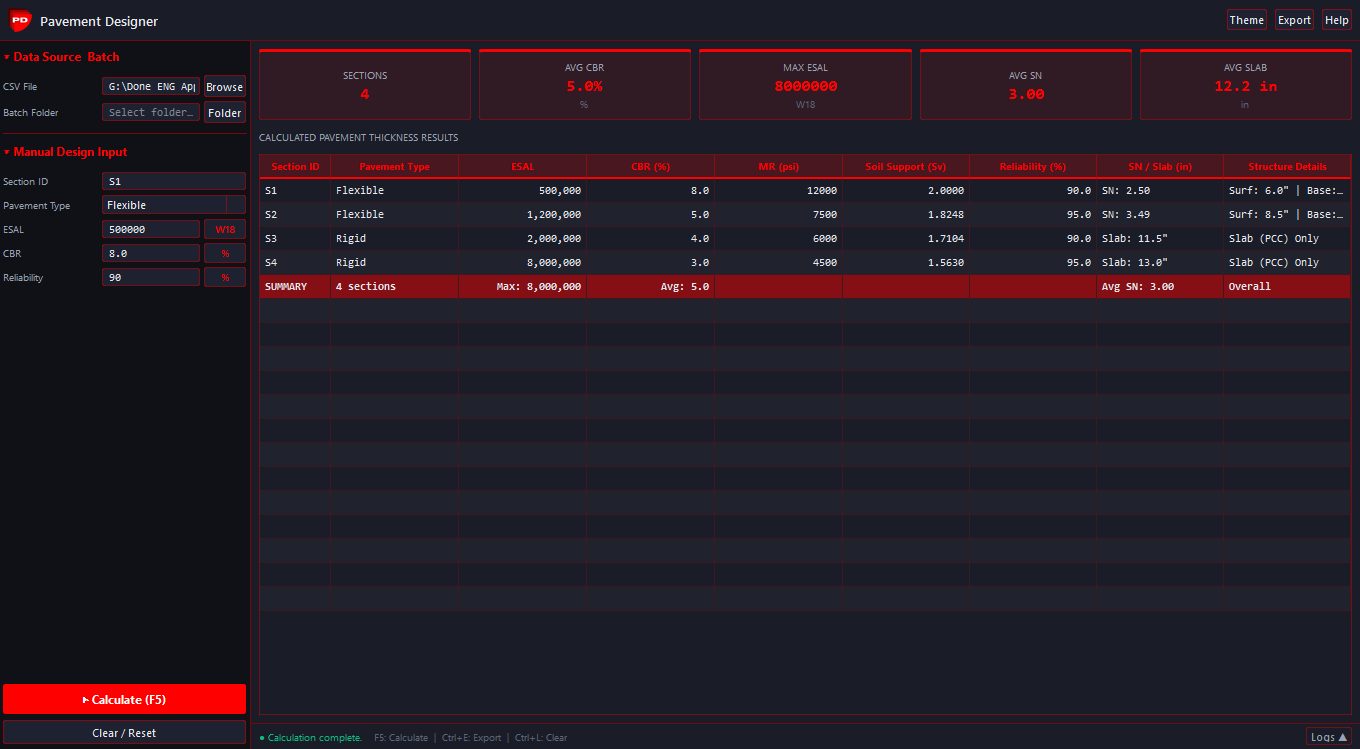 PD Pavement Designer Theme Export Help
▾ Data Source Batch
CSV File G:\Done ENG Ap Browse
Batch Folder Select folder… Folder
▾ Manual Design Input
Section ID S1
Pavement Type Flexible
ESAL 500000 W18
CBR 8.0 %
Reliability 90 %
▸ Calculate (F5)
Clear / Reset
SECTIONS
4
AVG CBR
5.0%
%
MAX ESAL
8000000
W18
AVG SN
3.00
AVG SLAB
12.2 in
in
CALCULATED PAVEMENT THICKNESS RESULTS
Section ID Pavement Type ESAL CBR (%) MR (psi) Soil Support (Sv) Reliability (%) SN / Slab (in) Structure Details
S1 Flexible 500,000 8.0 12000 2.0000 90.0 SN: 2.50 Surf: 6.0" | Base:…
S2 Flexible 1,200,000 5.0 7500 1.8248 95.0 SN: 3.49 Surf: 8.5" | Base:…
S3 Rigid 2,000,000 4.0 6000 1.7104 90.0 Slab: 11.5" Slab (PCC) Only
S4 Rigid 8,000,000 3.0 4500 1.5630 95.0 Slab: 13.0" Slab (PCC) Only
SUMMARY 4 sections Max: 8,000,000 Avg: 5.0 Avg SN: 3.00 Overall
● Calculation complete. F5: Calculate | Ctrl+E: Export | Ctrl+L: Clear Logs ▲